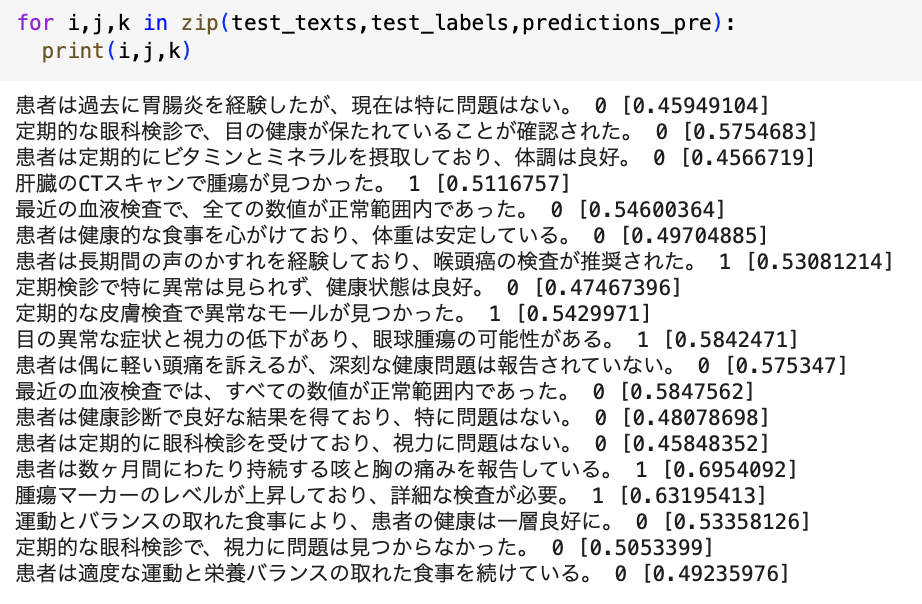 for i,j,k in zip(test_texts,test_labels,predictions_pre):
  print(i,j,k)
患者は過去に胃腸炎を経験したが、現在は特に問題はない。 0 [0.45949104]
定期的な眼科検診で、目の健康が保たれていることが確認された。 0 [0.5754683]
患者は定期的にビタミンとミネラルを摂取しており、体調は良好。 0 [0.4566719]
肝臓のCTスキャンで腫瘍が見つかった。 1 [0.5116757]
最近の血液検査で、全ての数値が正常範囲内であった。 0 [0.54600364]
患者は健康的な食事を心がけており、体重は安定している。 0 [0.49704885]
患者は長期間の声のかすれを経験しており、喉頭癌の検査が推奨された。 1 [0.53081214]
定期検診で特に異常は見られず、健康状態は良好。 0 [0.47467396]
定期的な皮膚検査で異常なモールが見つかった。 1 [0.5429971]
目の異常な症状と視力の低下があり、眼球腫瘍の可能性がある。 1 [0.5842471]
患者は偶に軽い頭痛を訴えるが、深刻な健康問題は報告されていない。 0 [0.575347]
最近の血液検査では、すべての数値が正常範囲内であった。 0 [0.5847562]
患者は健康診断で良好な結果を得ており、特に問題はない。 0 [0.48078698]
患者は定期的に眼科検診を受けており、視力に問題はない。 0 [0.45848352]
患者は数ヶ月間にわたり持続する咳と胸の痛みを報告している。 1 [0.6954092]
腫瘍マーカーのレベルが上昇しており、詳細な検査が必要。 1 [0.63195413]
運動とバランスの取れた食事により、患者の健康は一層良好に。 0 [0.53358126]
定期的な眼科検診で、視力に問題は見つからなかった。 0 [0.5053399]
患者は適度な運動と栄養バランスの取れた食事を続けている。 0 [0.49235976]